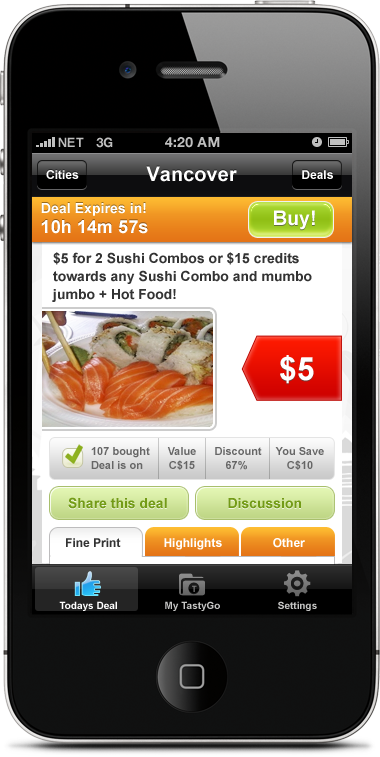 NET 3G 4:20 AM
Cities Vancover Deals
Deal Expires in!
10h 14m 57s
Buy!
$5 for 2 Sushi Combos or $15 credits
towards any Sushi Combo and mumbo
jumbo + Hot Food!
$5
107 bought
Deal is on
Value
C$15
Discount
67%
You Save
C$10
Share this deal Discussion
Fine Print Highlights Other
T
Todays Deal My TastyGo Settings